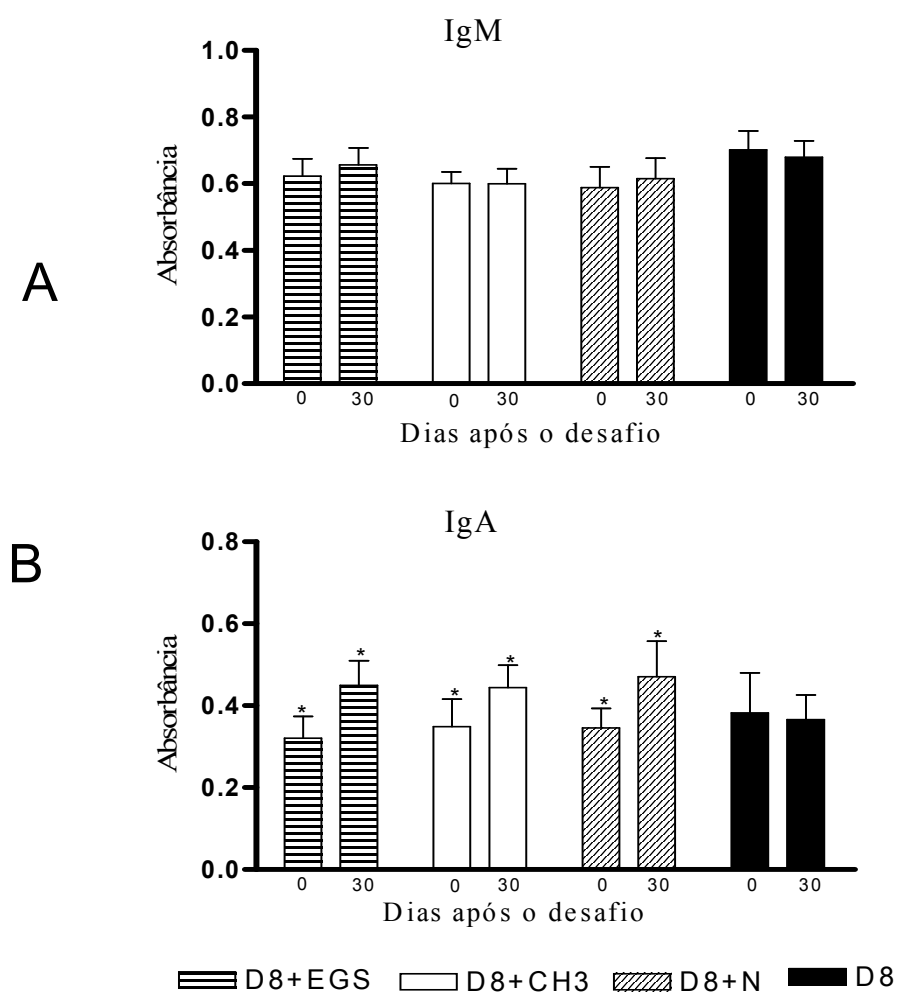 IgM
1.0
0.8
0.6
0.4
0.2
0.0
Absorbância
A
0 30 0 30 0 30 0 30
Dias após o desafio
IgA
B
0.8
0.6
0.4
0.2
0.0
Absorbância
* * * * * *
0 30 0 30 0 30 0 30
Dias após o desafio
D8+EGS D8+CH3 D8+N D8